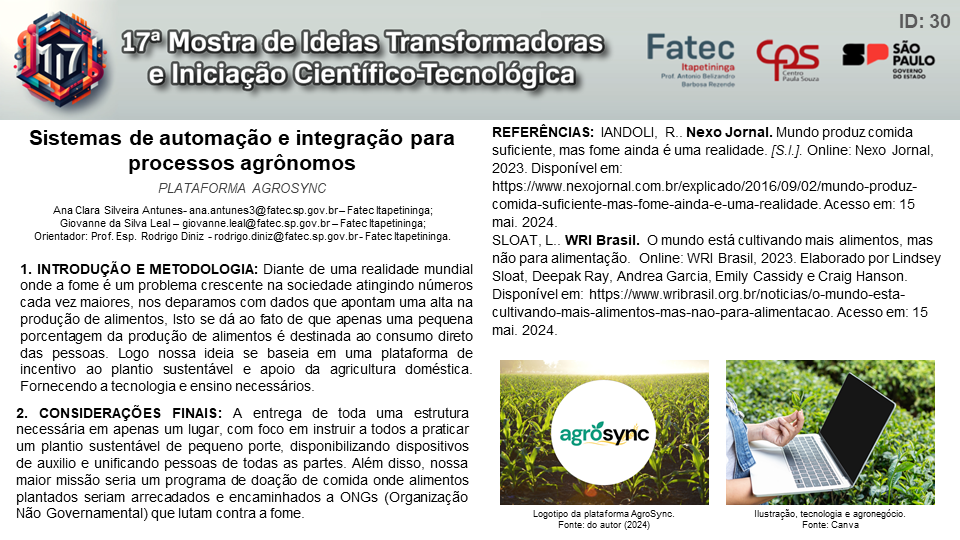 ID: 30
17ª Mostra de Ideias Transformadoras
e Iniciação Científico-Tecnológica
M17
Fatec
Itapetininga
Prof. Antonio Belizandro
Barbosa Rezende
CPS
Centro
Paula Souza
SP
SÃO PAULO
GOVERNO
DO ESTADO
Sistemas de automação e integração para
processos agrônomos
PLATAFORMA AGROSYNC
Ana Clara Silveira Antunes- ana.antunes3@fatec.sp.gov.br – Fatec Itapetininga;
Giovanne da Silva Leal – giovanne.leal@fatec.sp.gov.br – Fatec Itapetininga;
Orientador: Prof. Esp. Rodrigo Diniz - rodrigo.diniz@fatec.sp.gov.br - Fatec Itapetininga.
1. INTRODUÇÃO E METODOLOGIA: Diante de uma realidade mundial
onde a fome é um problema crescente na sociedade atingindo números
cada vez maiores, nos deparamos com dados que apontam uma alta na
produção de alimentos, Isto se dá ao fato de que apenas uma pequena
porcentagem da produção de alimentos é destinada ao consumo direto
das pessoas. Logo nossa ideia se baseia em uma plataforma de
incentivo ao plantio sustentável e apoio da agricultura doméstica.
Fornecendo a tecnologia e ensino necessários.
2. CONSIDERAÇÕES FINAIS: A entrega de toda uma estrutura
necessária em apenas um lugar, com foco em instruir a todos a praticar
um plantio sustentável de pequeno porte, disponibilizando dispositivos
de auxilio e unificando pessoas de todas as partes. Além disso, nossa
maior missão seria um programa de doação de comida onde alimentos
plantados seriam arrecadados e encaminhados a ONGs (Organização
Não Governamental) que lutam contra a fome.
REFERÊNCIAS: IANDOLI, R.. Nexo Jornal. Mundo produz comida
suficiente, mas fome ainda é uma realidade. [S.l.]. Online: Nexo Jornal,
2023. Disponível em:
https://www.nexojornal.com.br/explicado/2016/09/02/mundo-produz-
comida-suficiente-mas-fome-ainda-e-uma-realidade. Acesso em: 15
mai. 2024.
SLOAT, L.. WRI Brasil. O mundo está cultivando mais alimentos, mas
não para alimentação. Online: WRI Brasil, 2023. Elaborado por Lindsey
Sloat, Deepak Ray, Andrea Garcia, Emily Cassidy e Craig Hanson.
Disponível em: https://www.wribrasil.org.br/noticias/o-mundo-esta-
cultivando-mais-alimentos-mas-nao-para-alimentacao. Acesso em: 15
mai. 2024.
agrosync
Logotipo da plataforma AgroSync.
Fonte: do autor (2024)
Ilustração, tecnologia e agronegócio.
Fonte: Canva